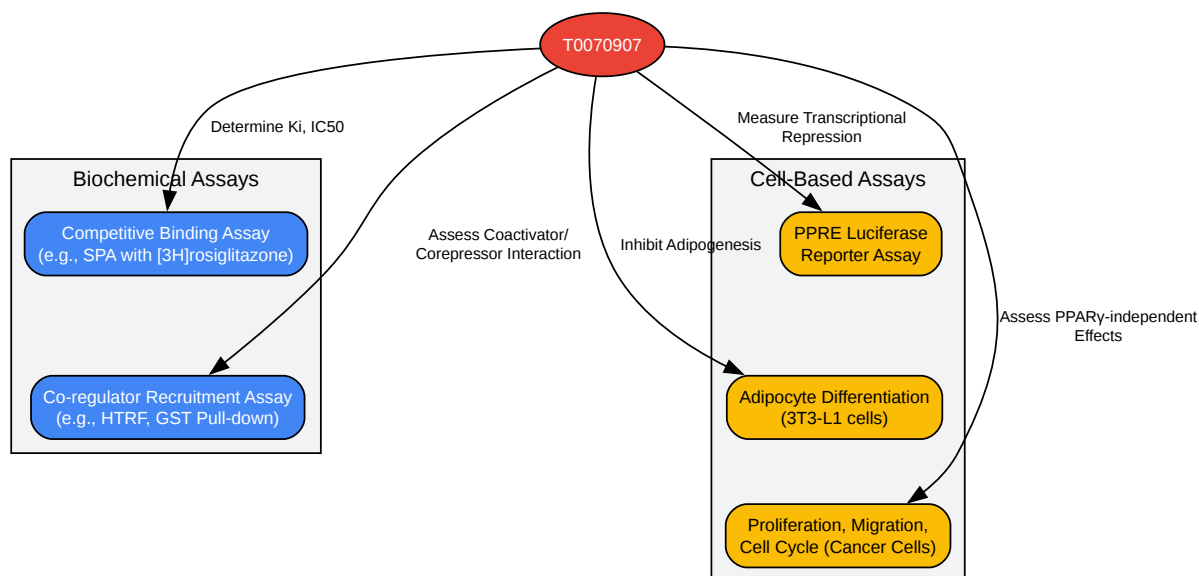 T0070907
Determine Ki, IC50
Measure Transcriptional
Repression
Biochemical Assays
Cell-Based Assays
Competitive Binding Assay
(e.g., SPA with [3H]rosiglitazone)
Assess Coactivator/
Corepressor Interaction
Inhibit Adipogenesis
PPRE Luciferase
Reporter Assay
Assess PPARγ-independent
Effects
Co-regulator Recruitment Assay
(e.g., HTRF, GST Pull-down)
Adipocyte Differentiation
(3T3-L1 cells)
Proliferation, Migration,
Cell Cycle (Cancer Cells)